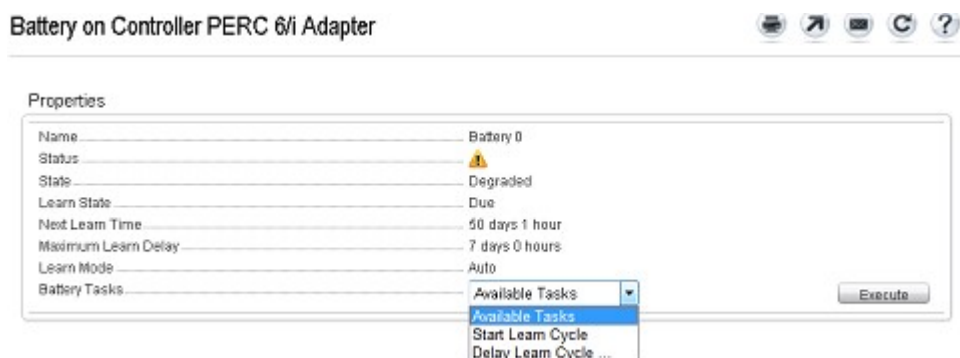 Battery on Controller PERC 6/i Adapter
?
Properties
Name Battery 0
Status
State Degraded
Learn State Due
Next Learn Time 50 days 1 hour
Maximum Learn Delay 7 days 0 hours
Learn Mode Auto
Battery Tasks Available Tasks Execute
Available Tasks
Start Learn Cycle
Delay Learn Cycle ...